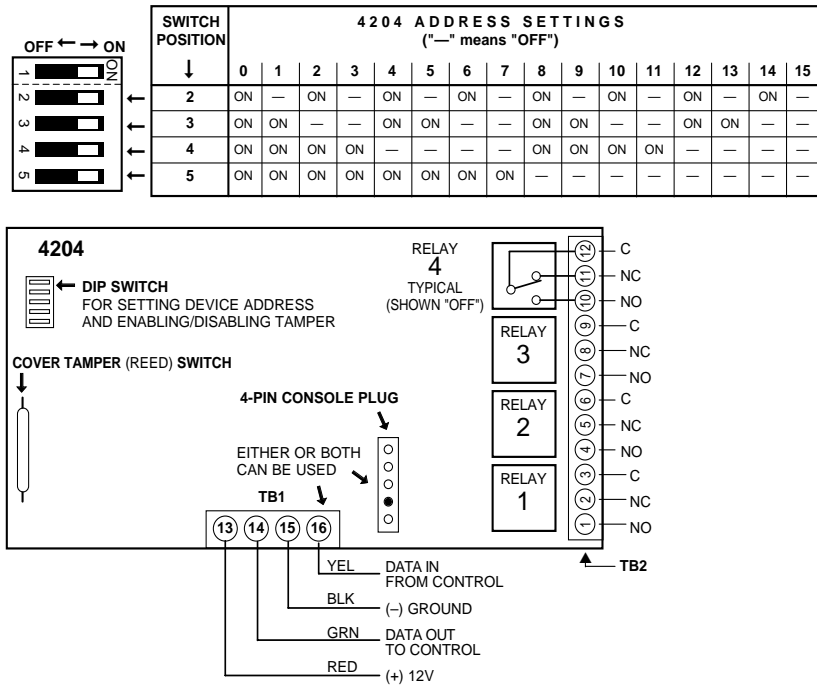 SWITCH POSITION ↓
4204 ADDRESS SETTINGS
("—" means "OFF")
0 1 2 3 4 5 6 7 8 9 10 11 12 13 14 15
2 ON — ON — ON — ON — ON — ON — ON — ON —
3 ON ON — — ON ON — — ON ON — — ON ON — —
4 ON ON ON ON — — — — ON ON ON ON — — — —
5 ON ON ON ON ON ON ON ON — — — — — — — —
OFF ← → ON
ON
1
2 ←
3 ←
4 ←
5 ←
4204
DIP SWITCH
FOR SETTING DEVICE ADDRESS
AND ENABLING/DISABLING TAMPER
COVER TAMPER (REED) SWITCH
4-PIN CONSOLE PLUG
EITHER OR BOTH
CAN BE USED
TB1
13 14 15 16
RELAY
4
TYPICAL
(SHOWN "OFF")
RELAY
3
RELAY
2
RELAY
1
12 C
11 NC
10 NO
9 C
8 NC
7 NO
6 C
5 NC
4 NO
3 C
2 NC
1 NO
TB2
YEL DATA IN
FROM CONTROL
BLK (–) GROUND
GRN DATA OUT
TO CONTROL
RED (+) 12V